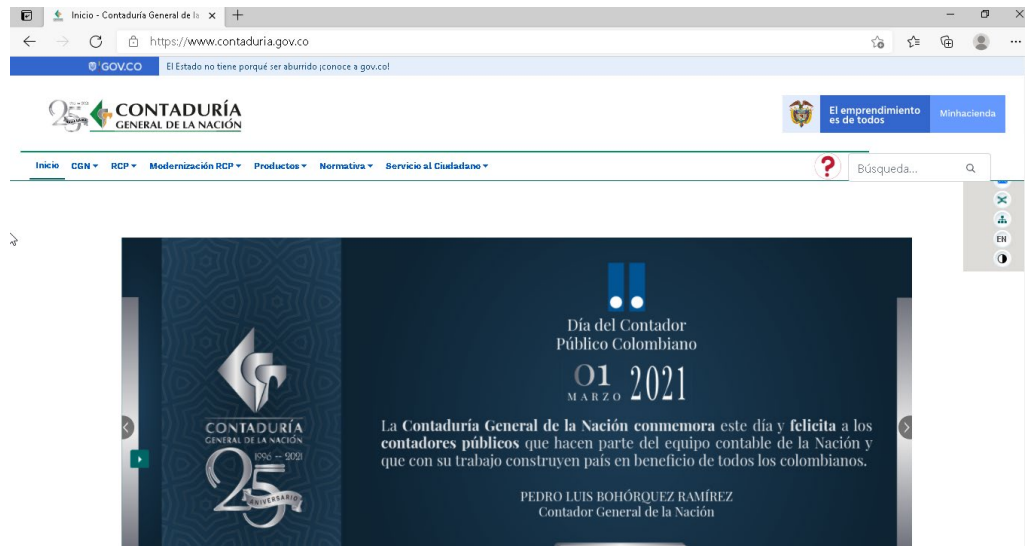 Inicio - Contaduría General de la
https://www.contaduria.gov.co
GOV.CO
El Estado no tiene porqué ser aburrido ¡conoce a gov.co!
25
CONTADURÍA
GENERAL DE LA NACIÓN
El emprendimiento
es de todos
Minhacienda
Inicio CGN RCP Modernización RCP Productos Normativa Servicio al Ciudadano
?
Búsqueda...
EN
Día del Contador
Público Colombiano
01 MARZO 2021
La Contaduría General de la Nación conmemora este día y felicita a los
contadores públicos que hacen parte del equipo contable de la Nación y
que con su trabajo construyen país en beneficio de todos los colombianos.
PEDRO LUIS BOHÓRQUEZ RAMÍREZ
Contador General de la Nación
CONTADURÍA
GENERAL DE LA NACIÓN
1996 – 2021
25
ANIVERSARIO